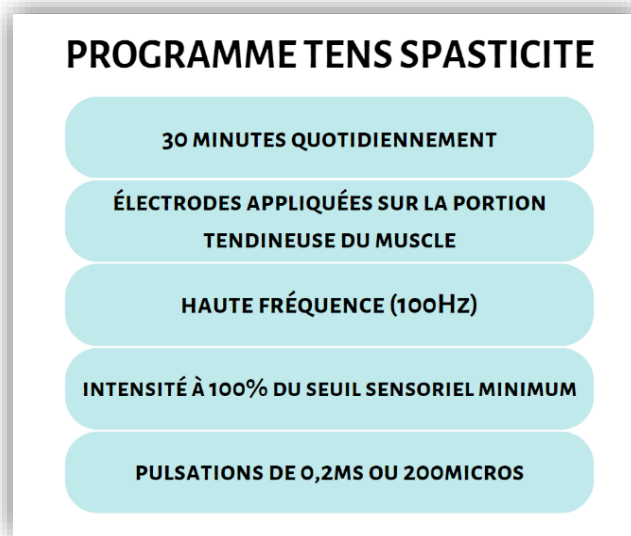 PROGRAMME TENS SPASTICITE
30 MINUTES QUOTIDIENNEMENT
ÉLECTRODES APPLIQUÉES SUR LA PORTION
TENDINEUSE DU MUSCLE
HAUTE FRÉQUENCE (100HZ)
INTENSITÉ À 100% DU SEUIL SENSORIEL MINIMUM
PULSATIONS DE 0,2MS OU 200MICROS